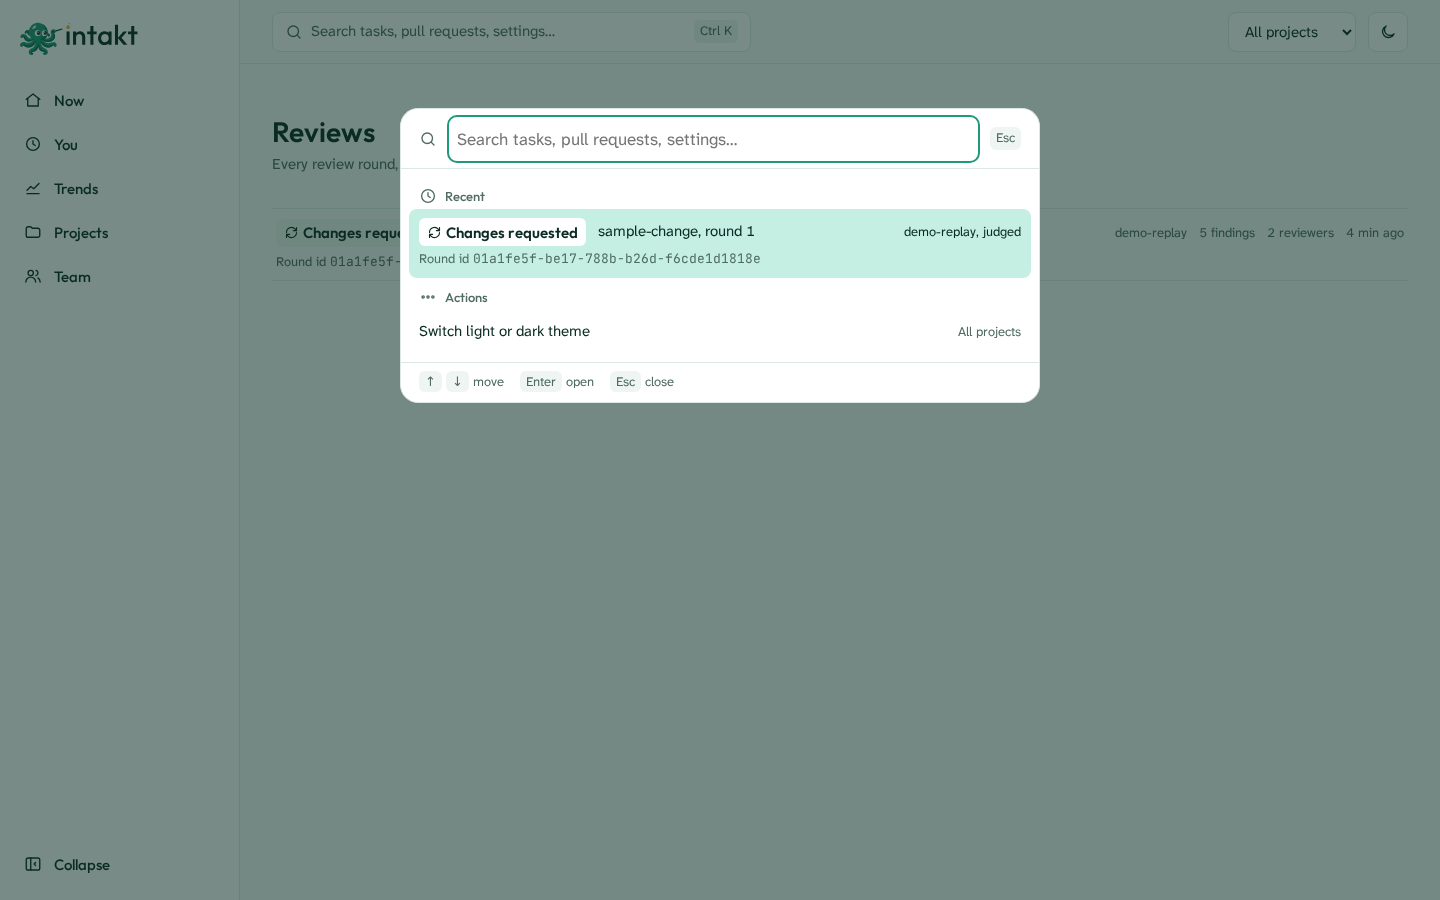 intakt
Search tasks, pull requests, settings... Ctrl K
All projects
Now
You
Trends
Projects
Team
Collapse
Reviews
Every review round,
Changes reque
demo-replay 5 findings 2 reviewers 4 min ago
Round id 01a1fe5f-
Search tasks, pull requests, settings... Esc
Recent
Changes requested sample-change, round 1 demo-replay, judged
Round id 01a1fe5f-be17-788b-b26d-f6cde1d1818e
Actions
Switch light or dark theme All projects
↑ ↓ move Enter open Esc close